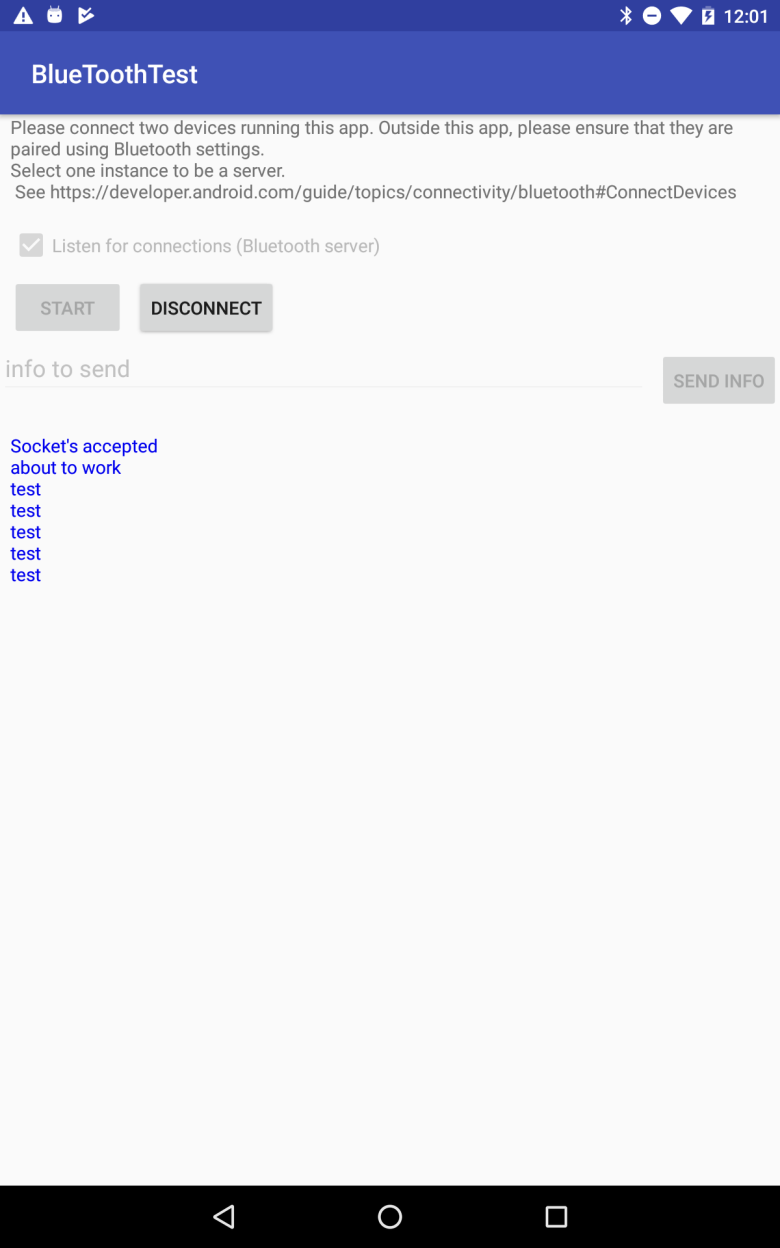 12:01
BlueToothTest
Please connect two devices running this app. Outside this app, please ensure that they are
paired using Bluetooth settings.
Select one instance to be a server.
See https://developer.android.com/guide/topics/connectivity/bluetooth#ConnectDevices
Listen for connections (Bluetooth server)
START
DISCONNECT
info to send
SEND INFO
Socket's accepted
about to work
test
test
test
test
test